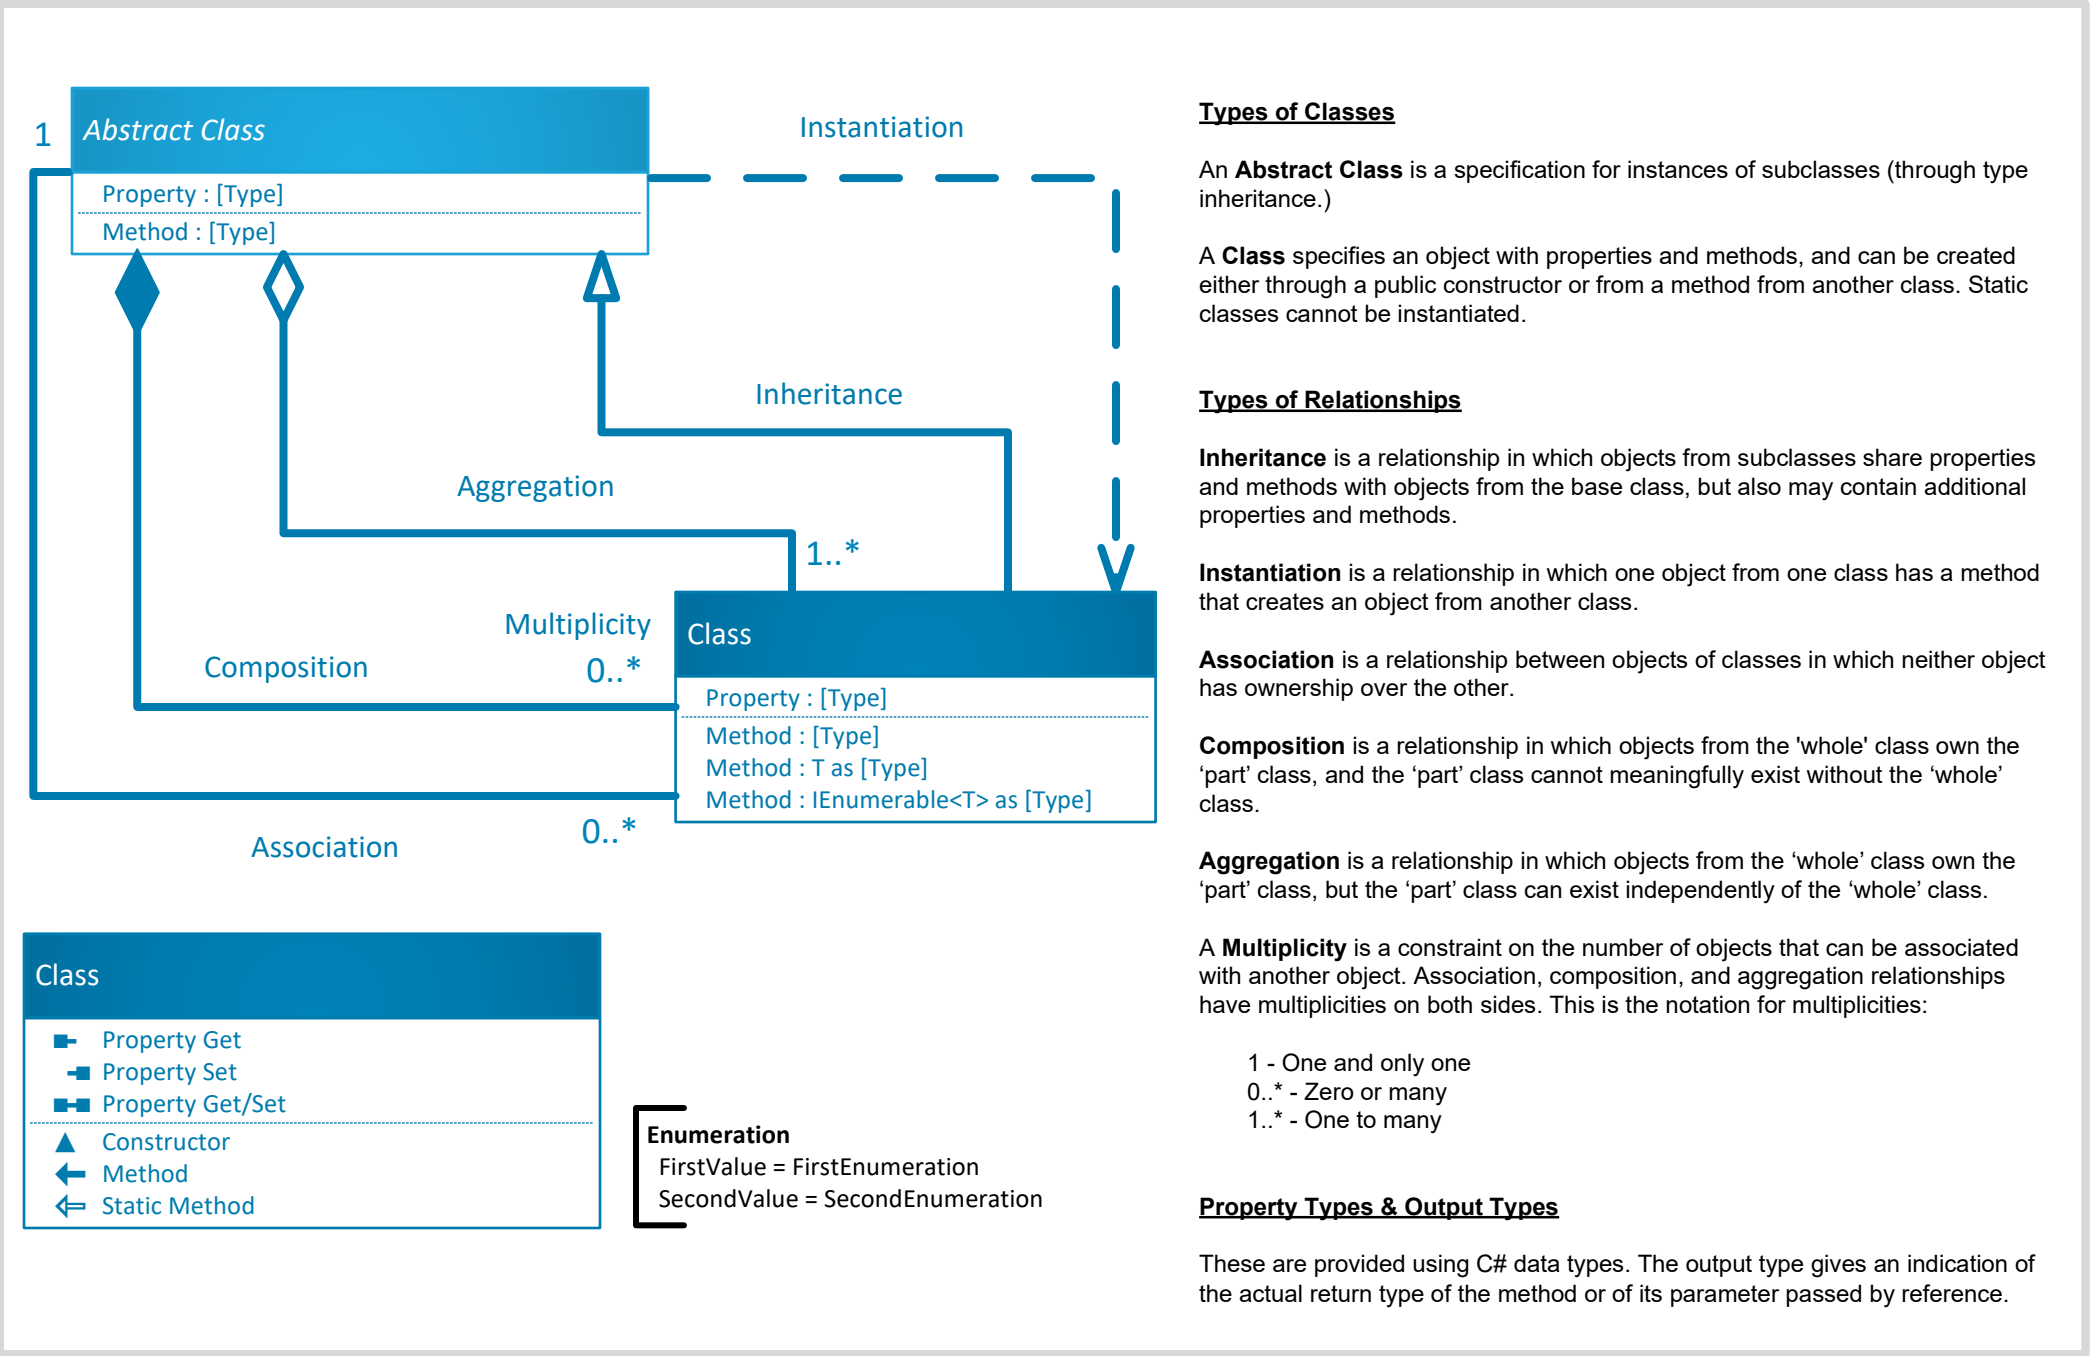 1
Abstract Class
Property : [Type]
Method : [Type]
Instantiation
Inheritance
Aggregation
1..*
Multiplicity
0..*
Composition
Class
Property : [Type]
Method : [Type]
Method : T as [Type]
Method : IEnumerable<T> as [Type]
0..*
Association
Class
Property Get
Property Set
Property Get/Set
Constructor
Method
Static Method
Enumeration
FirstValue = FirstEnumeration
SecondValue = SecondEnumeration
Types of Classes
An Abstract Class is a specification for instances of subclasses (through type
inheritance.)
A Class specifies an object with properties and methods, and can be created
either through a public constructor or from a method from another class. Static
classes cannot be instantiated.
Types of Relationships
Inheritance is a relationship in which objects from subclasses share properties
and methods with objects from the base class, but also may contain additional
properties and methods.
Instantiation is a relationship in which one object from one class has a method
that creates an object from another class.
Association is a relationship between objects of classes in which neither object
has ownership over the other.
Composition is a relationship in which objects from the 'whole' class own the
‘part’ class, and the ‘part’ class cannot meaningfully exist without the ‘whole’
class.
Aggregation is a relationship in which objects from the ‘whole’ class own the
‘part’ class, but the ‘part’ class can exist independently of the ‘whole’ class.
A Multiplicity is a constraint on the number of objects that can be associated
with another object. Association, composition, and aggregation relationships
have multiplicities on both sides. This is the notation for multiplicities:
1 - One and only one
0..* - Zero or many
1..* - One to many
Property Types & Output Types
These are provided using C# data types. The output type gives an indication of
the actual return type of the method or of its parameter passed by reference.